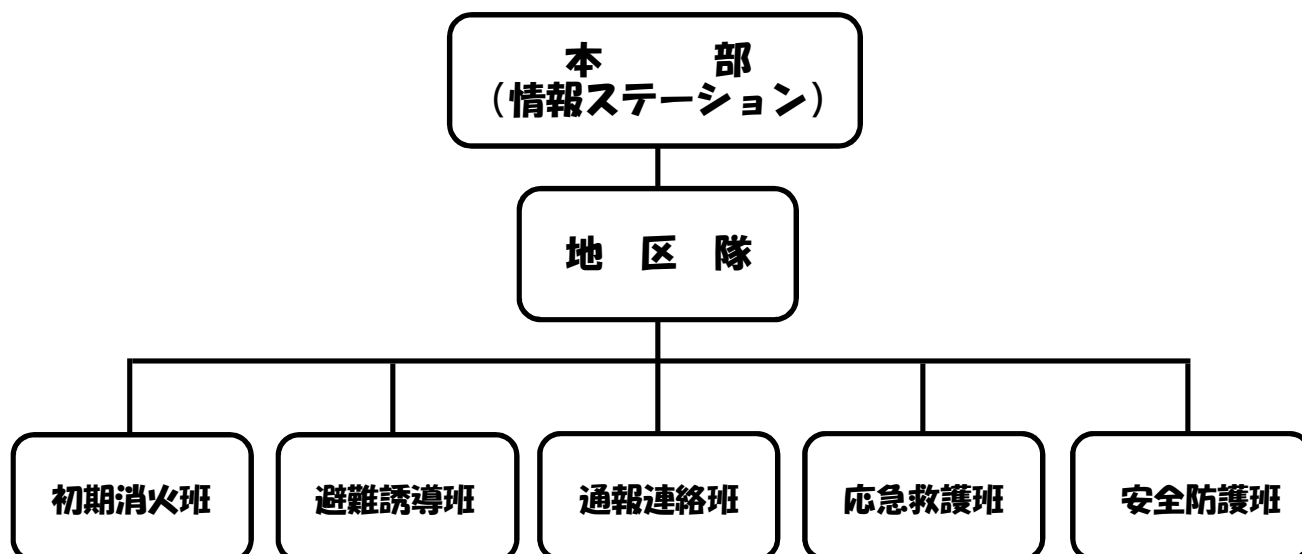 本　部
（情報ステーション）
地　区　隊
初期消火班
避難誘導班
通報連絡班
応急救護班
安全防護班